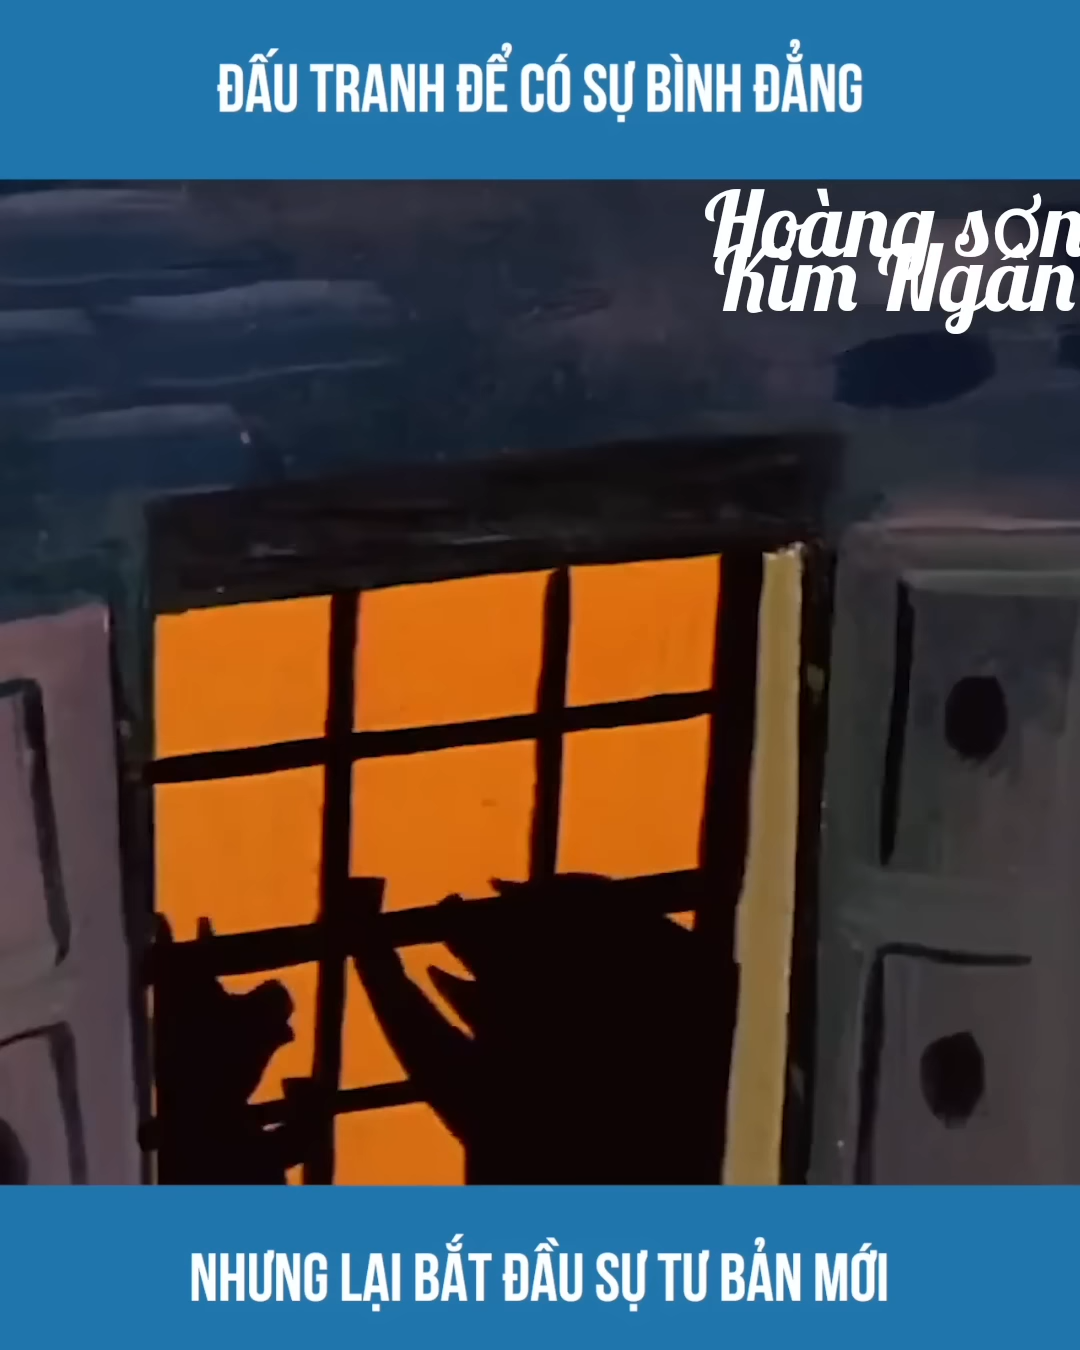 ĐẤU TRANH ĐỂ CÓ SỰ BÌNH ĐẲNG
Hoàng sơn
Kim Ngân
NHƯNG LẠI BẮT ĐẦU SỰ TƯ BẢN MỚI